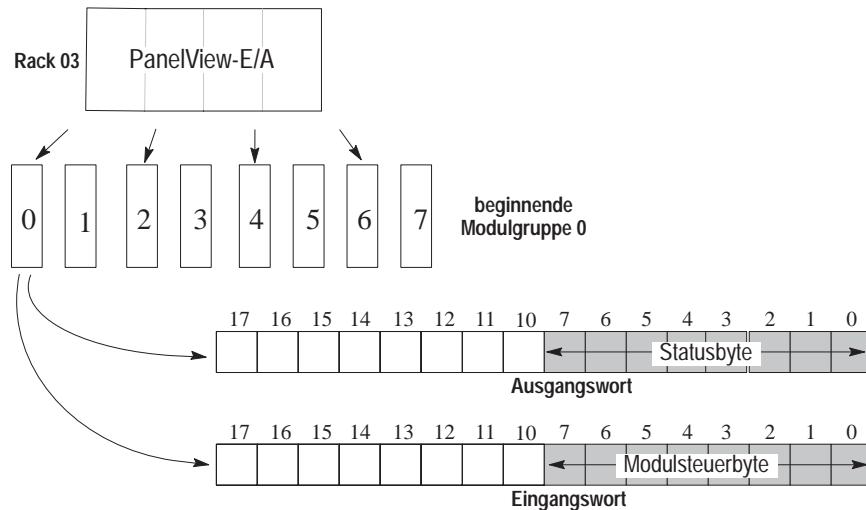 Rack 03
PanelView-E/A
0 1 2 3 4 5 6 7
beginnende
Modulgruppe 0
17 16 15 14 13 12 11 10 7 6 5 4 3 2 1 0
Statusbyte
Ausgangswort
17 16 15 14 13 12 11 10 7 6 5 4 3 2 1 0
Modulsteuerbyte
Eingangswort